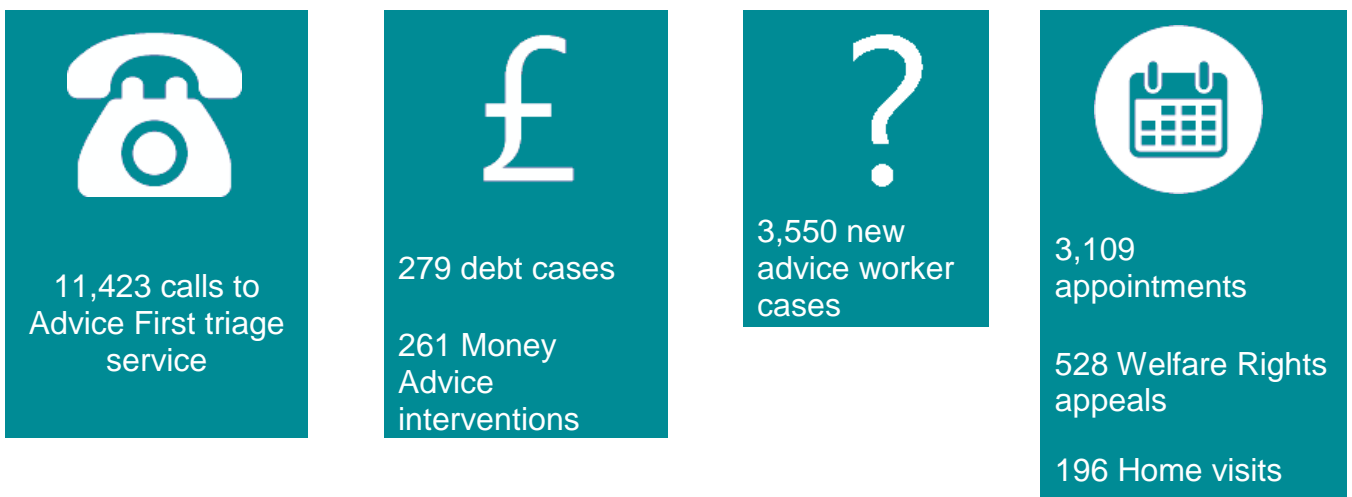 11,423 calls to
Advice First triage
service
£
279 debt cases
261 Money
Advice
interventions
?
3,550 new
advice worker
cases
3,109
appointments
528 Welfare Rights
appeals
196 Home visits